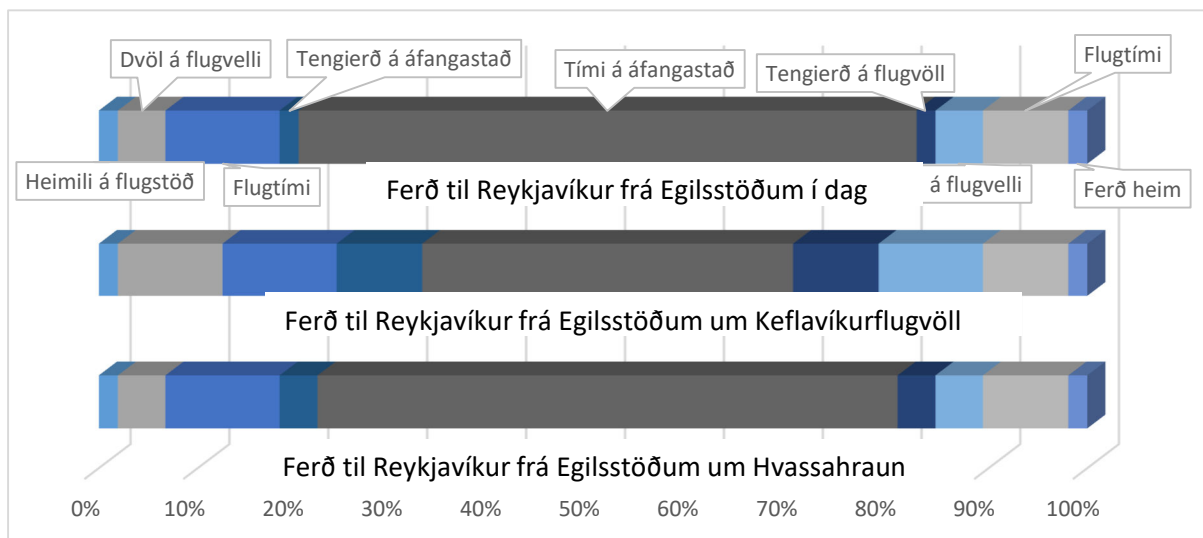 Dvöl á flugvelli
Tengierð á áfangastað
Tími á áfangastað
Tengierð á flugvöll
Flugtími
Heimili á flugstöð
Flugtími
Ferð til Reykjavíkur frá Egilsstöðum í dag
á flugvelli
Ferð heim
Ferð til Reykjavíkur frá Egilsstöðum um Keflavíkurflugvöll
Ferð til Reykjavíkur frá Egilsstöðum um Hvassahraun
0% 10% 20% 30% 40% 50% 60% 70% 80% 90% 100%